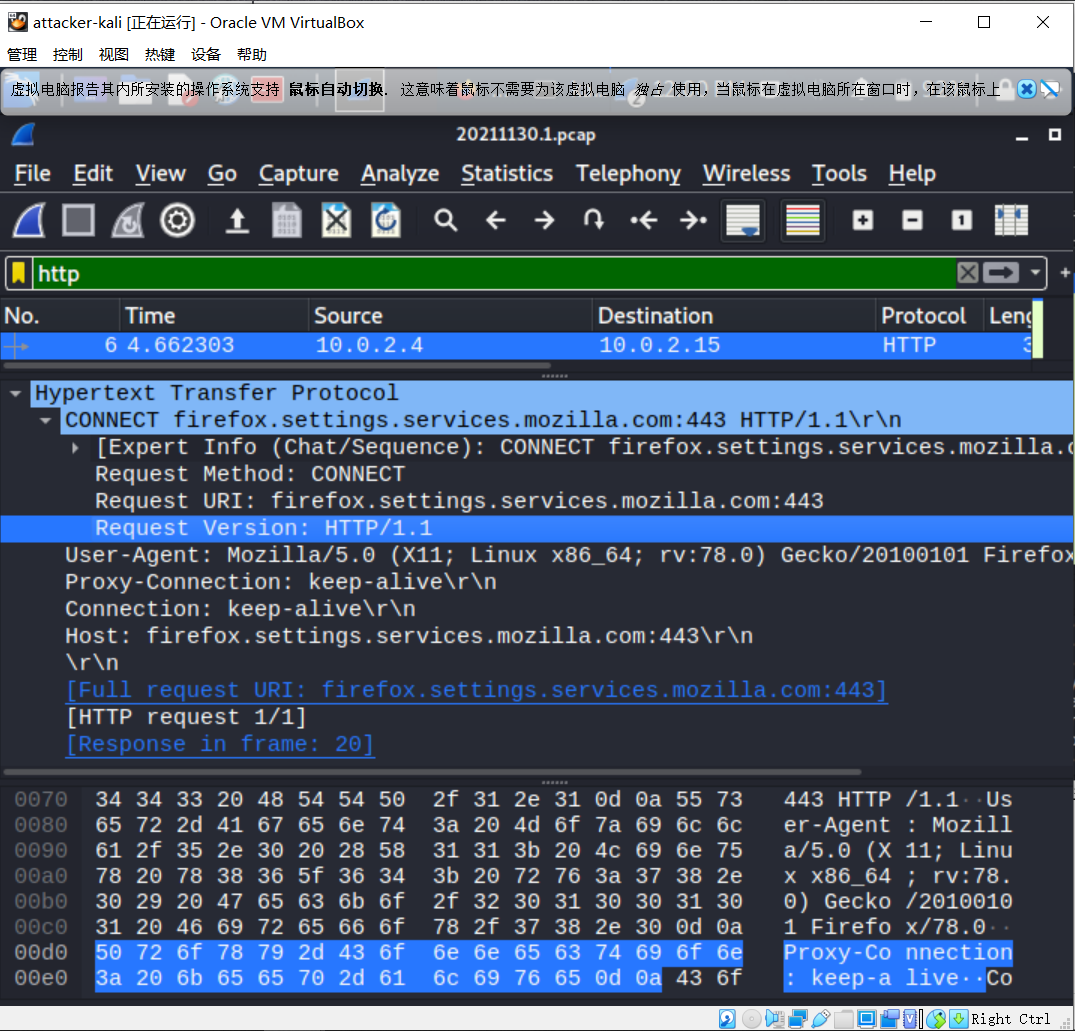 attacker-kali [正在运行] - Oracle VM VirtualBox
管理 控制 视图 热键 设备 帮助
虚拟电脑报告其内所安装的操作系统支持 鼠标自动切换. 这意味着鼠标不需要为该虚拟电脑 独占 使用，当鼠标在虚拟电脑所在窗口时，在该鼠标上
20211130.1.pcap
File Edit View Go Capture Analyze Statistics Telephony Wireless Tools Help
http
No. Time Source Destination Protocol Leng
6 4.662303 10.0.2.4 10.0.2.15 HTTP 3
Hypertext Transfer Protocol
CONNECT firefox.settings.services.mozilla.com:443 HTTP/1.1\r\n
[Expert Info (Chat/Sequence): CONNECT firefox.settings.services.mozilla.c
Request Method: CONNECT
Request URI: firefox.settings.services.mozilla.com:443
Request Version: HTTP/1.1
User-Agent: Mozilla/5.0 (X11; Linux x86_64; rv:78.0) Gecko/20100101 Firefox
Proxy-Connection: keep-alive\r\n
Connection: keep-alive\r\n
Host: firefox.settings.services.mozilla.com:443\r\n
\r\n
[Full request URI: firefox.settings.services.mozilla.com:443]
[HTTP request 1/1]
[Response in frame: 20]
0070 34 34 33 20 48 54 54 50 2f 31 2e 31 0d 0a 55 73 443 HTTP /1.1··Us
0080 65 72 2d 41 67 65 6e 74 3a 20 4d 6f 7a 69 6c 6c er-Agent : Mozill
0090 61 2f 35 2e 30 20 28 58 31 31 3b 20 4c 69 6e 75 a/5.0 (X 11; Linu
00a0 78 20 78 38 36 5f 36 34 3b 20 72 76 3a 37 38 2e x x86_64 ; rv:78.
00b0 30 29 20 47 65 63 6b 6f 2f 32 30 31 30 30 31 30 0) Gecko /2010010
00c0 31 20 46 69 72 65 66 6f 78 2f 37 38 2e 30 0d 0a 1 Firefo x/78.0··
00d0 50 72 6f 78 79 2d 43 6f 6e 6e 65 63 74 69 6f 6e Proxy-Co nnection
00e0 3a 20 6b 65 65 70 2d 61 6c 69 76 65 0d 0a 43 6f : keep-a live··Co
Right Ctrl